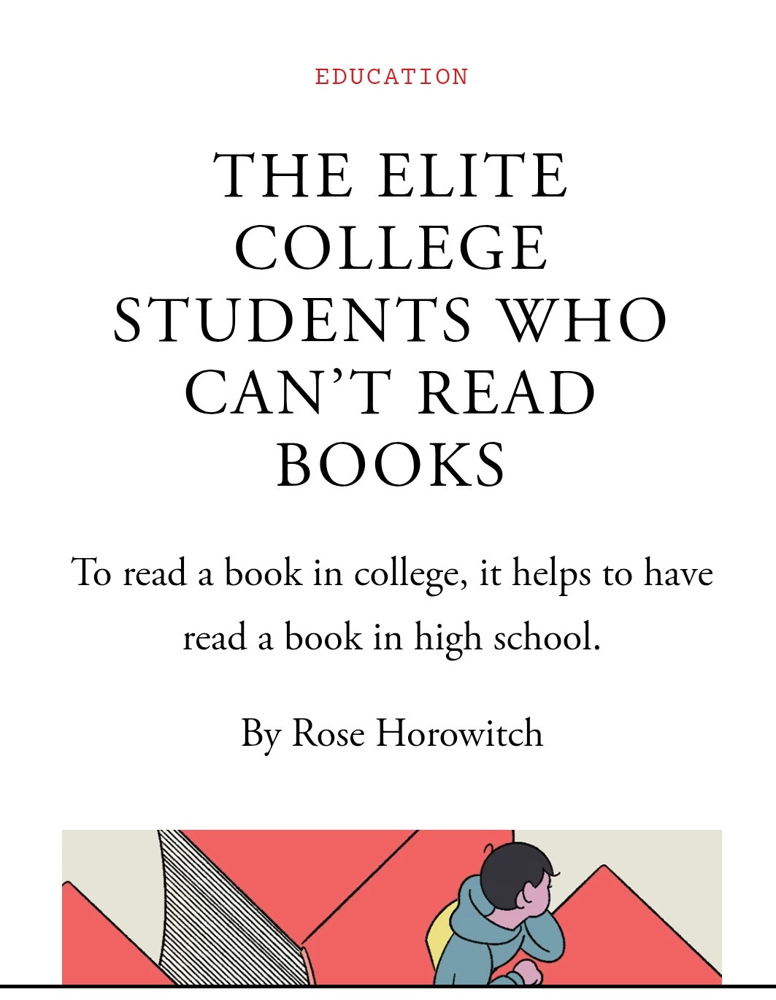 EDUCATION
THE ELITE
COLLEGE
STUDENTS WHO
CAN’T READ
BOOKS
To read a book in college, it helps to have
read a book in high school.
By Rose Horowitch